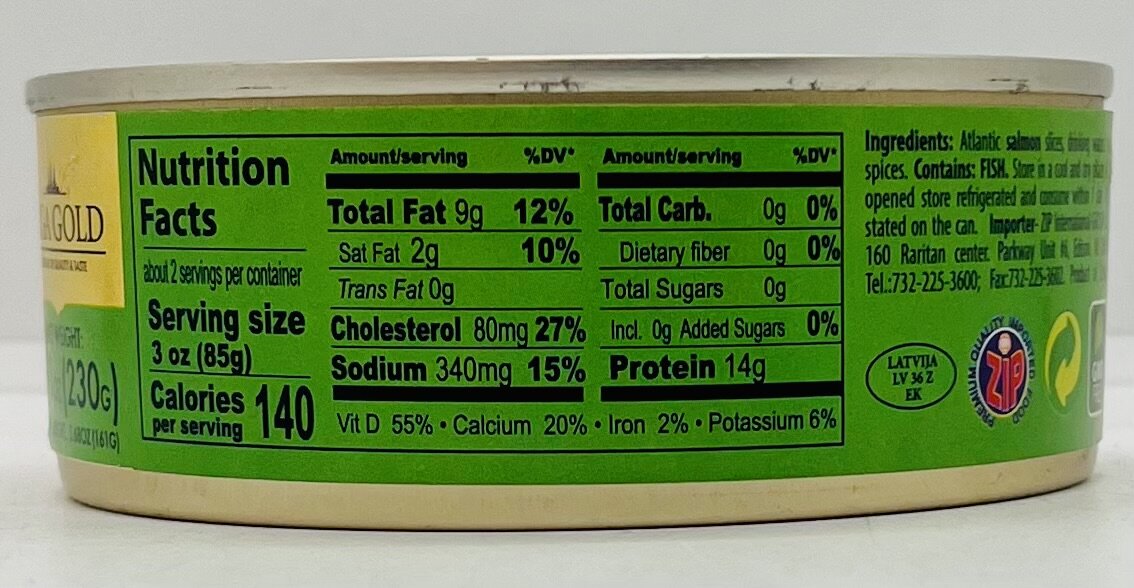 GOLD
(230G)
(161G)
Nutrition
Facts
about 2 servings per container
Serving size
3 oz (85g)
Calories 140
per serving
Amount/serving %DV*
Total Fat 9g 12%
Sat Fat 2g 10%
Trans Fat 0g
Cholesterol 80mg 27%
Sodium 340mg 15%
Amount/serving %DV*
Total Carb. 0g 0%
Dietary fiber 0g 0%
Total Sugars 0g
Incl. 0g Added Sugars 0%
Protein 14g
Vit D 55% • Calcium 20% • Iron 2% • Potassium 6%
Ingredients: Atlantic salmon slices, drinking
spices. Contains: FISH. Store in a cool and dry
opened store refrigerated and consume within
stated on the can. Importer- ZIP International
160 Raritan center. Parkway Unit #6, Edison,
Tel.:732-225-3600; Fax:732-225-3682. Product
LATVIJA
LV 36 Z
EK
PREMIUM QUALITY IMPORTED FOOD
ZIP